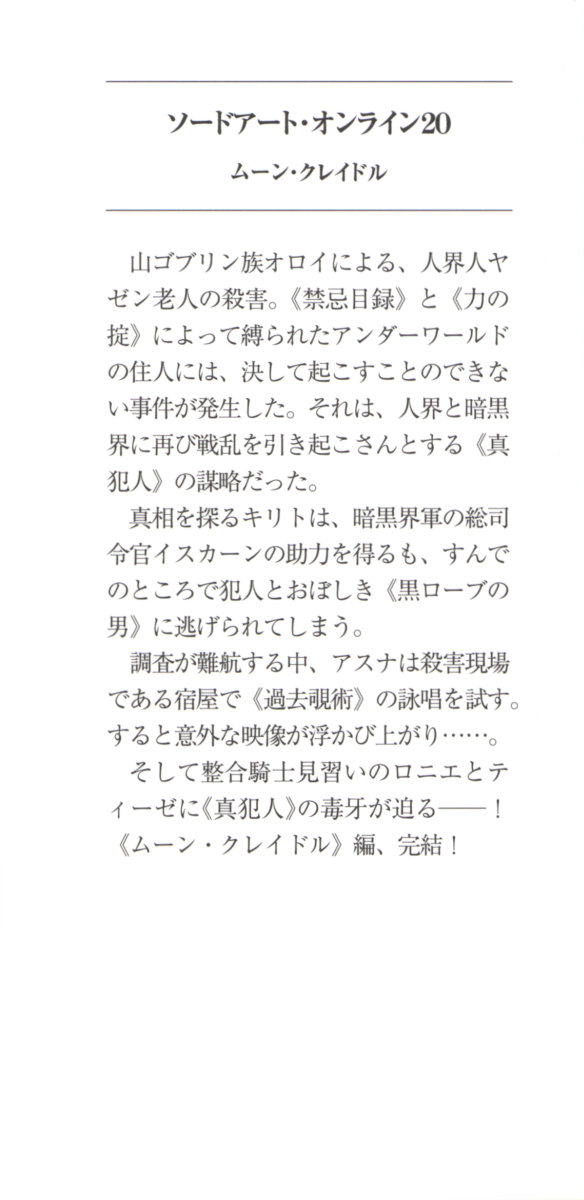 ソードアート・オンライン20
ムーン・クレイドル
山ゴブリン族オロイによる、人界人ヤ
ゼン老人の殺害。《禁忌目録》と《力の
掟》によって縛られたアンダーワールド
の住人には、決して起こすことのできな
い事件が発生した。それは、人界と暗黒
界に再び戦乱を引き起こさんとする《真
犯人》の謀略だった。
真相を探るキリトは、暗黒界軍の総司
令官イスカーンの助力を得るも、すんで
のところで犯人とおぼしき《黒ローブの
男》に逃げられてしまう。
調査が難航する中、アスナは殺害現場
である宿屋で《過去覗術》の詠唱を試す。
すると意外な映像が浮かび上がり……。
そして整合騎士見習いのロニエとテ
ィーゼに《真犯人》の毒牙が迫る──！
《ムーン・クレイドル》編、完結！